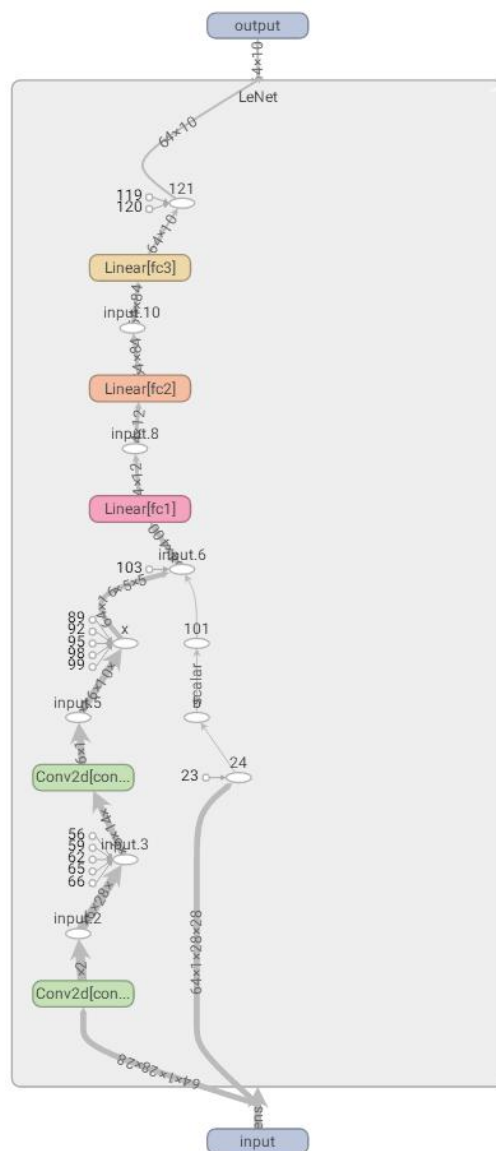 output
64×10
LeNet
64×10
119
120
121
64×10
Linear[fc3]
input.10
Linear[fc2]
input.8
Linear[fc1]
103
input.6
89
92
95
98
99
x
101
scalar
input.5
Conv2d[con...
23
24
56
59
62
65
66
input.3
input.2
64×1×28×28
Conv2d[con...
64×1×28×28
input